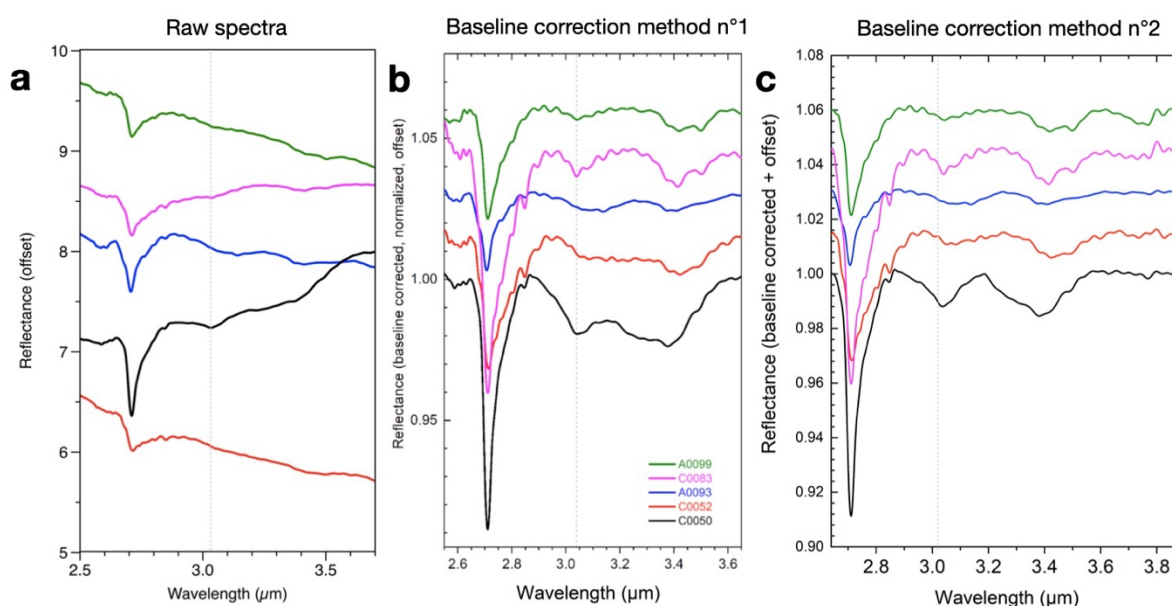 Raw spectra
Baseline correction method n°1
Baseline correction method n°2
a
10
9
8
7
6
5
Reflectance (offset)
2.5
3.0
3.5
Wavelength (µm)
b
1.05
1.00
0.95
Reflectance (baseline corrected, normalized, offset)
A0099
C0083
A0093
C0052
C0050
2.6
2.8
3.0
3.2
3.4
3.6
Wavelength (µm)
c
1.08
1.06
1.04
1.02
1.00
0.98
0.96
0.94
0.92
0.90
Reflectance (baseline corrected + offset)
2.8
3.0
3.2
3.4
3.6
3.8
Wavelength (µm)